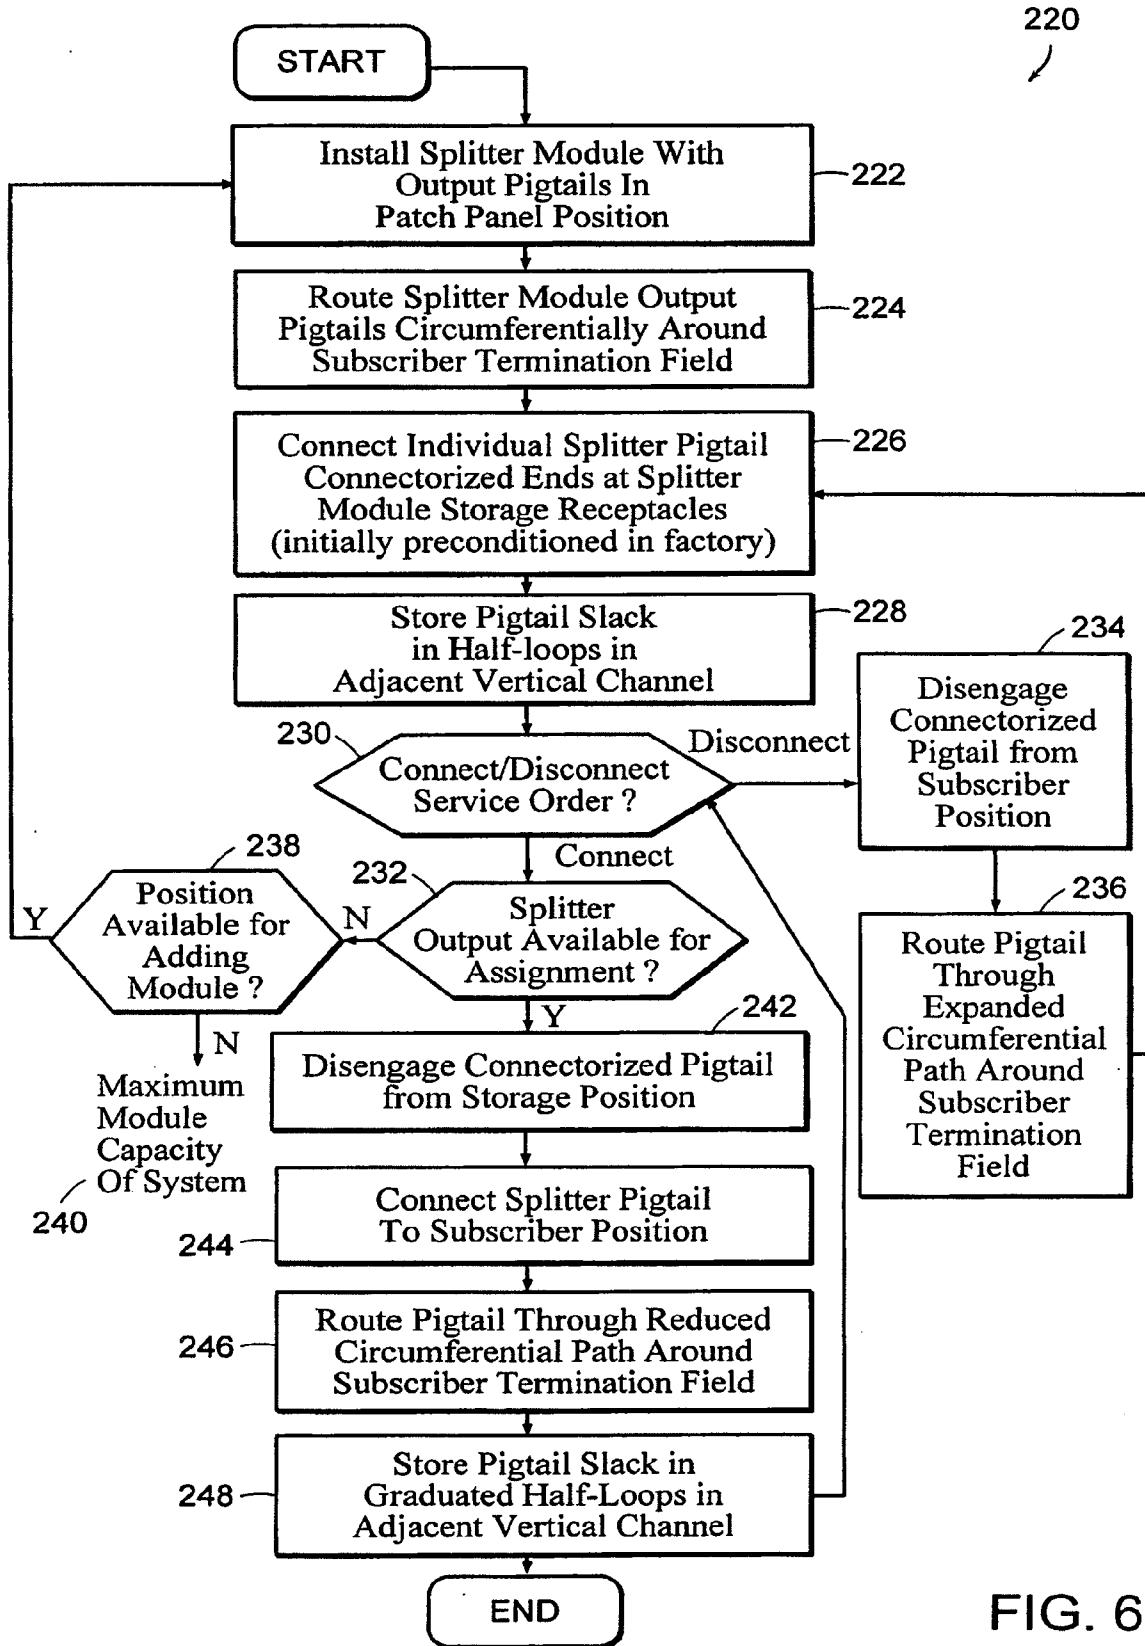 220
START
Install Splitter Module With
Output Pigtails In
Patch Panel Position
222
Route Splitter Module Output
Pigtails Circumferentially Around
Subscriber Termination Field
224
Connect Individual Splitter Pigtail
Connectorized Ends at Splitter
Module Storage Receptacles
(initially preconditioned in factory)
226
Store Pigtail Slack
in Half-loops in
Adjacent Vertical Channel
228
230
Connect/Disconnect
Service Order ?
Disconnect
234
Disengage
Connectorized
Pigtail from
Subscriber
Position
236
Route Pigtail
Through
Expanded
Circumferential
Path Around
Subscriber
Termination
Field
Connect
232
Splitter
Output Available for
Assignment ?
N
238
Position
Available for
Adding
Module ?
Y
N
Maximum
Module
Capacity
Of System
240
Y
242
Disengage Connectorized Pigtail
from Storage Position
Connect Splitter Pigtail
To Subscriber Position
244
Route Pigtail Through Reduced
Circumferential Path Around
Subscriber Termination Field
246
Store Pigtail Slack in
Graduated Half-Loops in
Adjacent Vertical Channel
248
END
FIG. 6